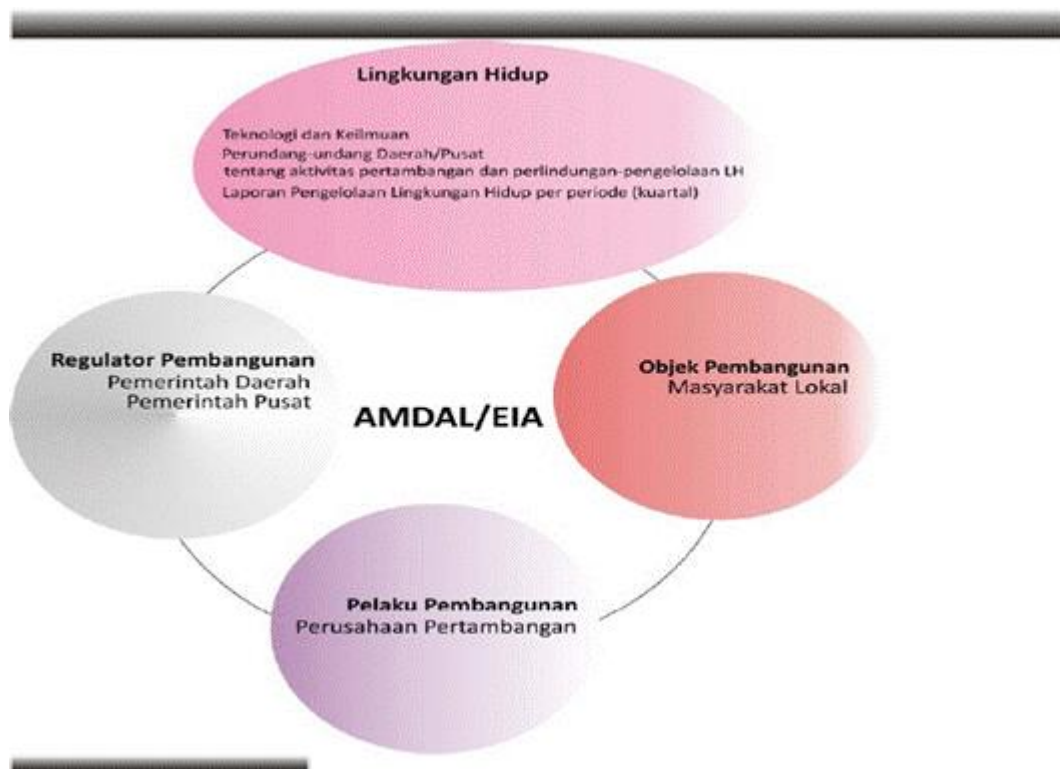 Lingkungan Hidup
Teknologi dan Keilmuan
Perundang-undang Daerah/Pusat
tentang aktivitas pertambangan dan perlindungan-pengelolaan LH
Laporan Pengelolaan Lingkungan Hidup per periode (kuartal)
Regulator Pembangunan
Pemerintah Daerah
Pemerintah Pusat
AMDAL/EIA
Objek Pembangunan
Masyarakat Lokal
Pelaku Pembangunan
Perusahaan Pertambangan